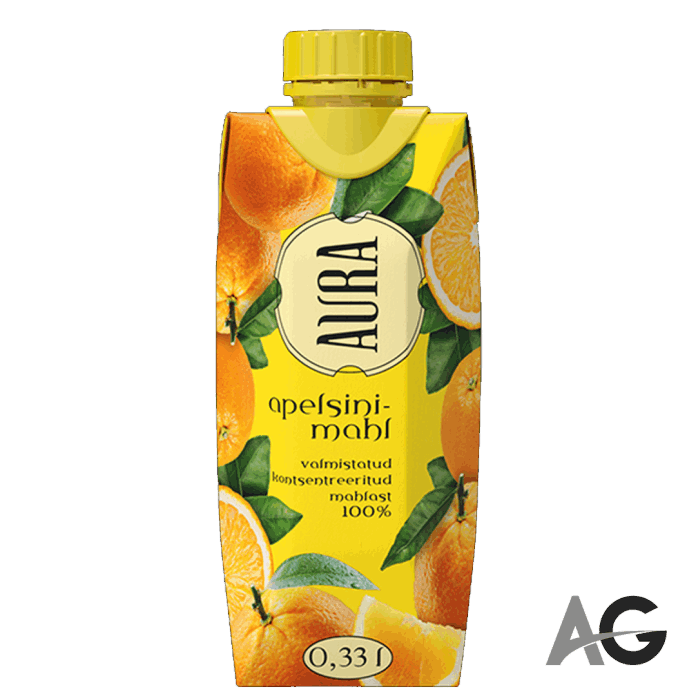 AURA
apelsini-
mahl
valmistatud
kontsentreeritud
mahlast
100%
0,33 l
AG